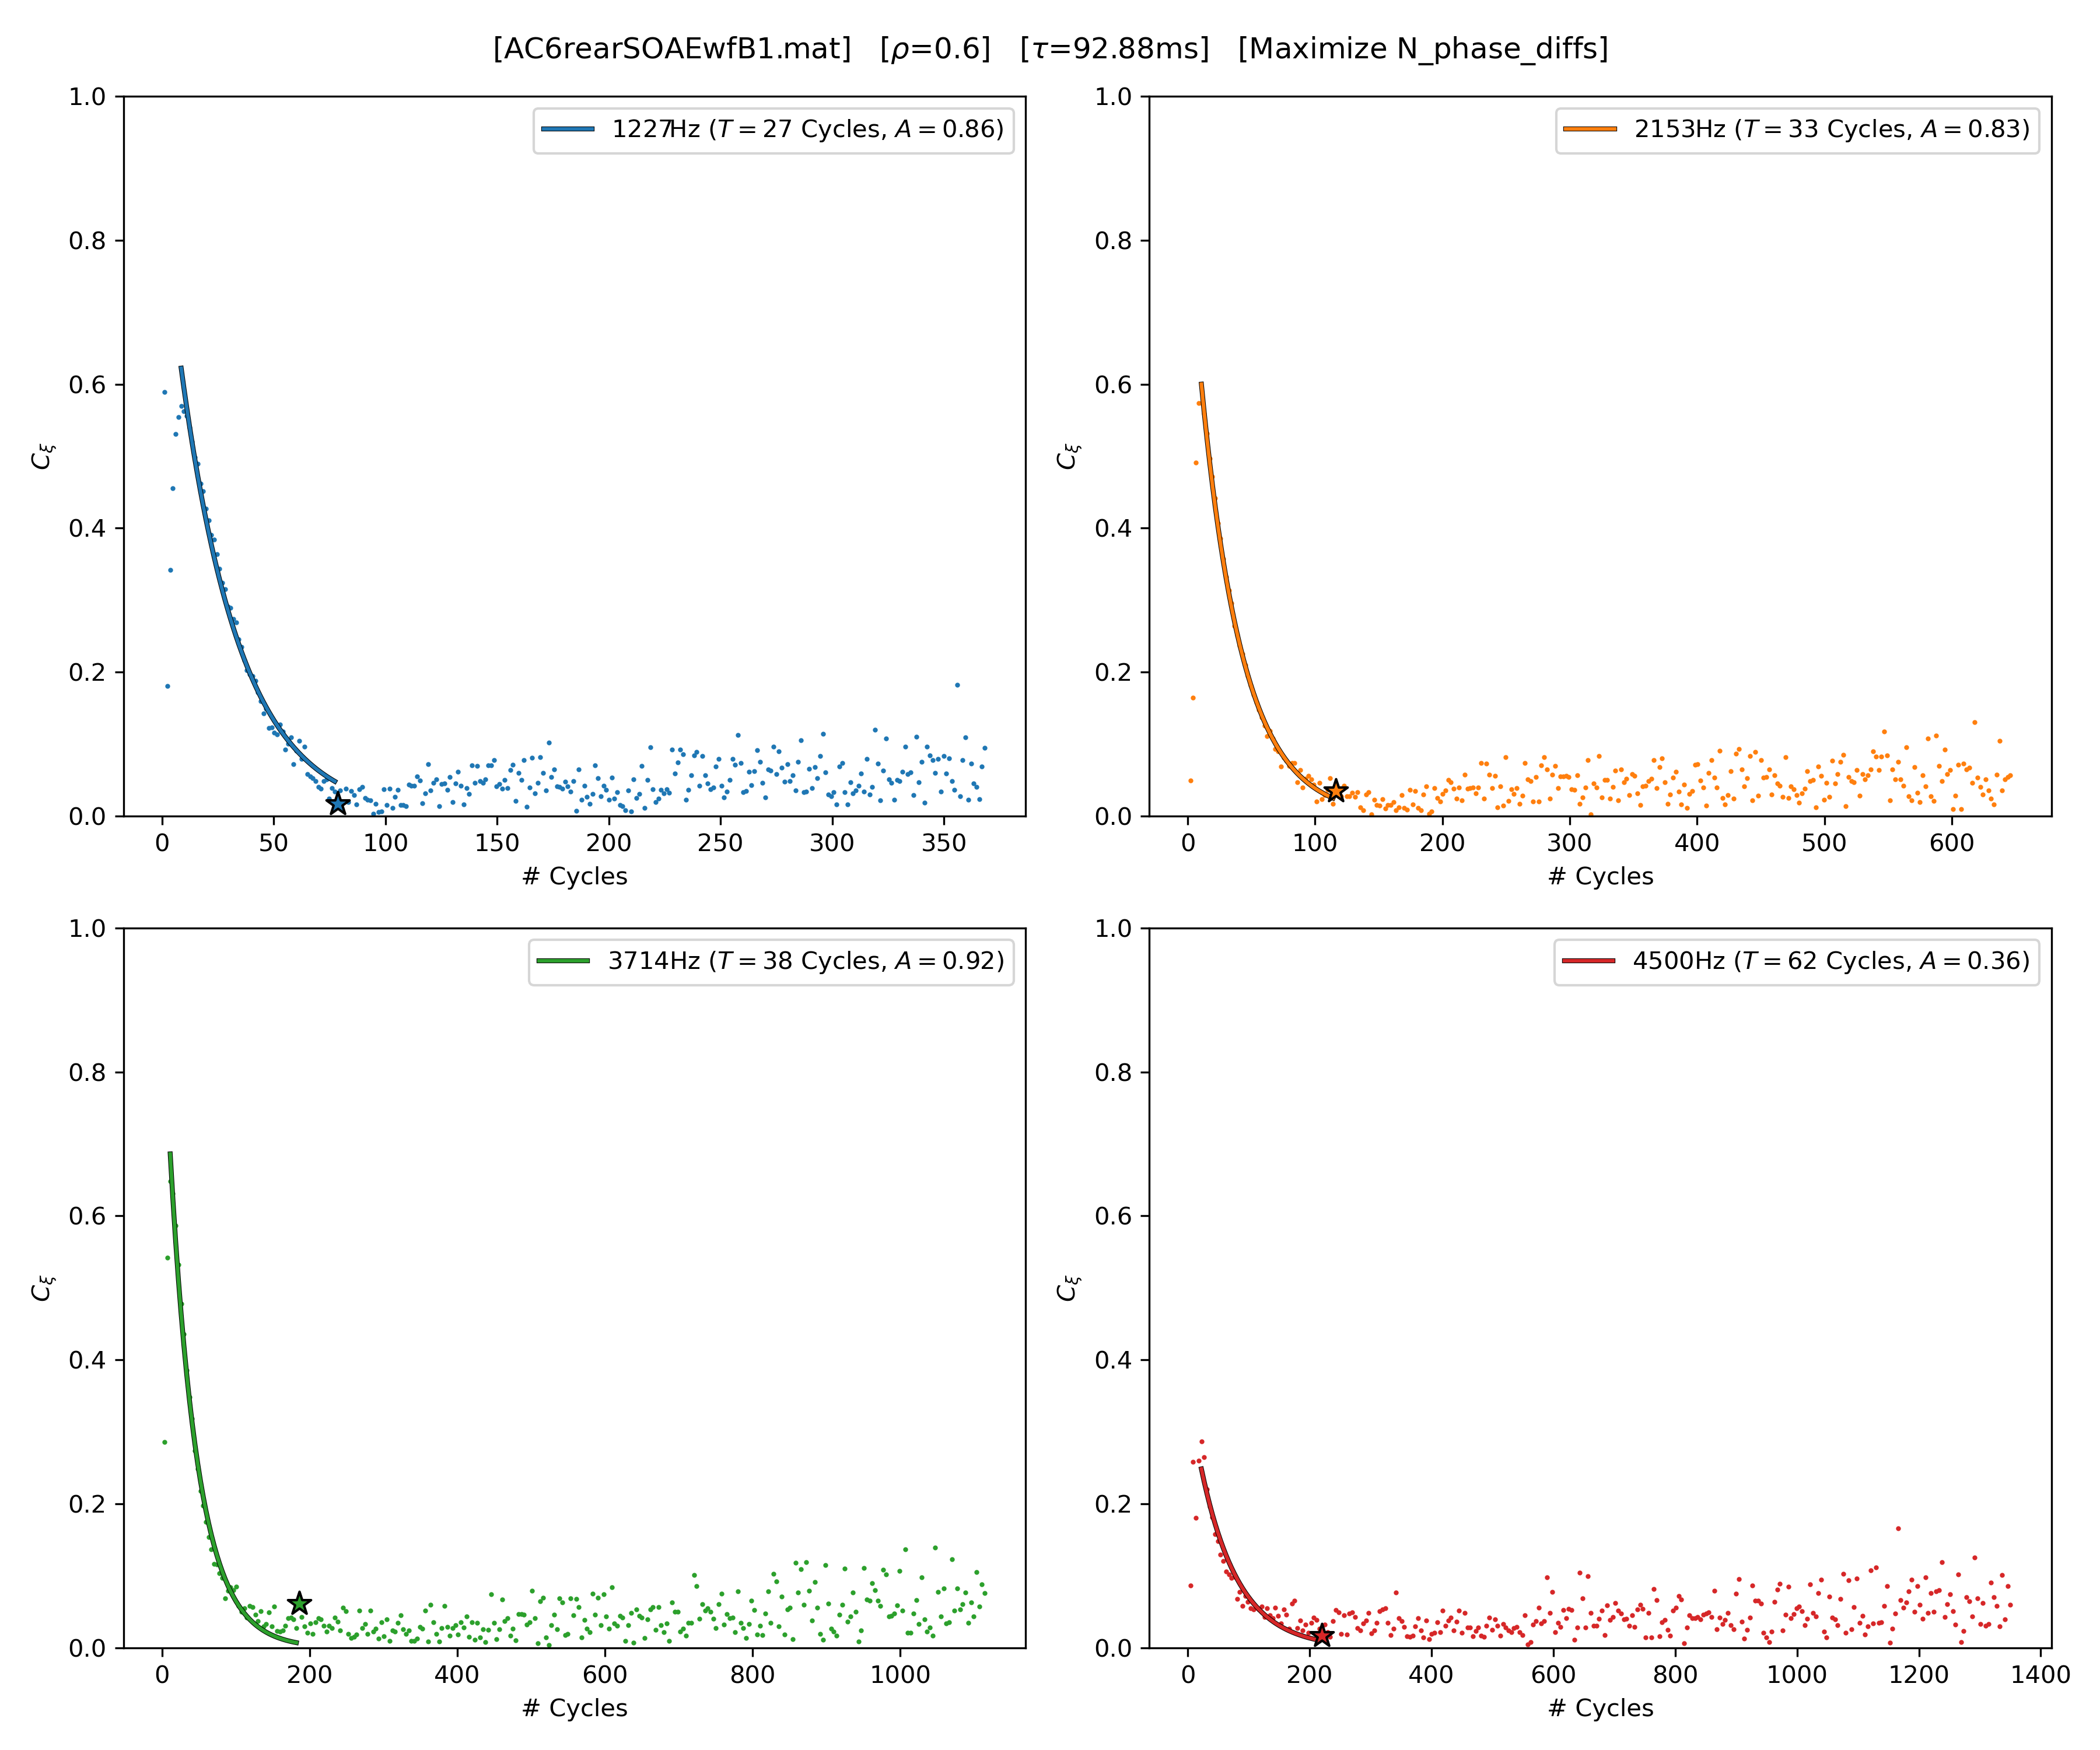 [AC6rearSOAEwfB1.mat]   [ρ=0.6]   [τ=92.88ms]   [Maximize N_phase_diffs]
1.0
0.8
0.6
0.4
0.2
0.0
Cξ
1227Hz (T = 27 Cycles, A = 0.86)
0 50 100 150 200 250 300 350
# Cycles
1.0
0.8
0.6
0.4
0.2
0.0
Cξ
2153Hz (T = 33 Cycles, A = 0.83)
0 100 200 300 400 500 600
# Cycles
1.0
0.8
0.6
0.4
0.2
0.0
Cξ
3714Hz (T = 38 Cycles, A = 0.92)
0 200 400 600 800 1000
# Cycles
1.0
0.8
0.6
0.4
0.2
0.0
Cξ
4500Hz (T = 62 Cycles, A = 0.36)
0 200 400 600 800 1000 1200 1400
# Cycles